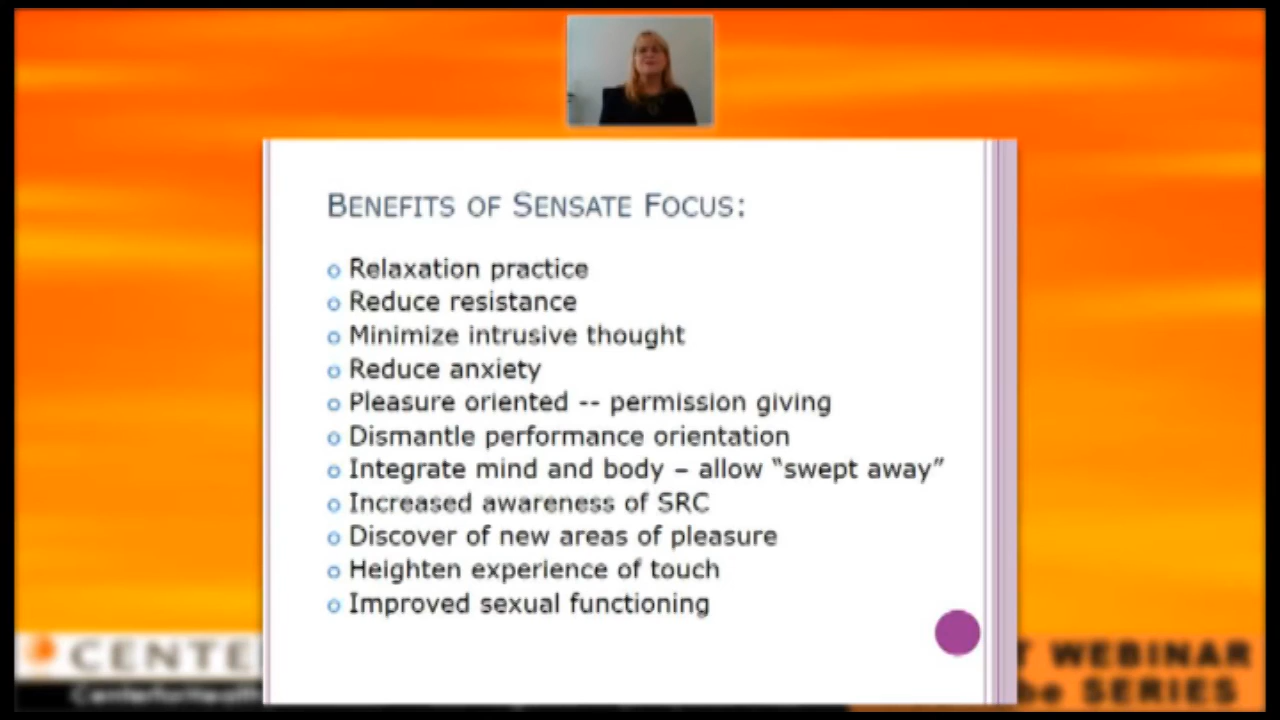 BENEFITS OF SENSATE FOCUS:
Relaxation practice
Reduce resistance
Minimize intrusive thought
Reduce anxiety
Pleasure oriented -- permission giving
Dismantle performance orientation
Integrate mind and body – allow “swept away”
Increased awareness of SRC
Discover of new areas of pleasure
Heighten experience of touch
Improved sexual functioning
CENTE
T WEBINAR
CenterforHealth
be SERIES